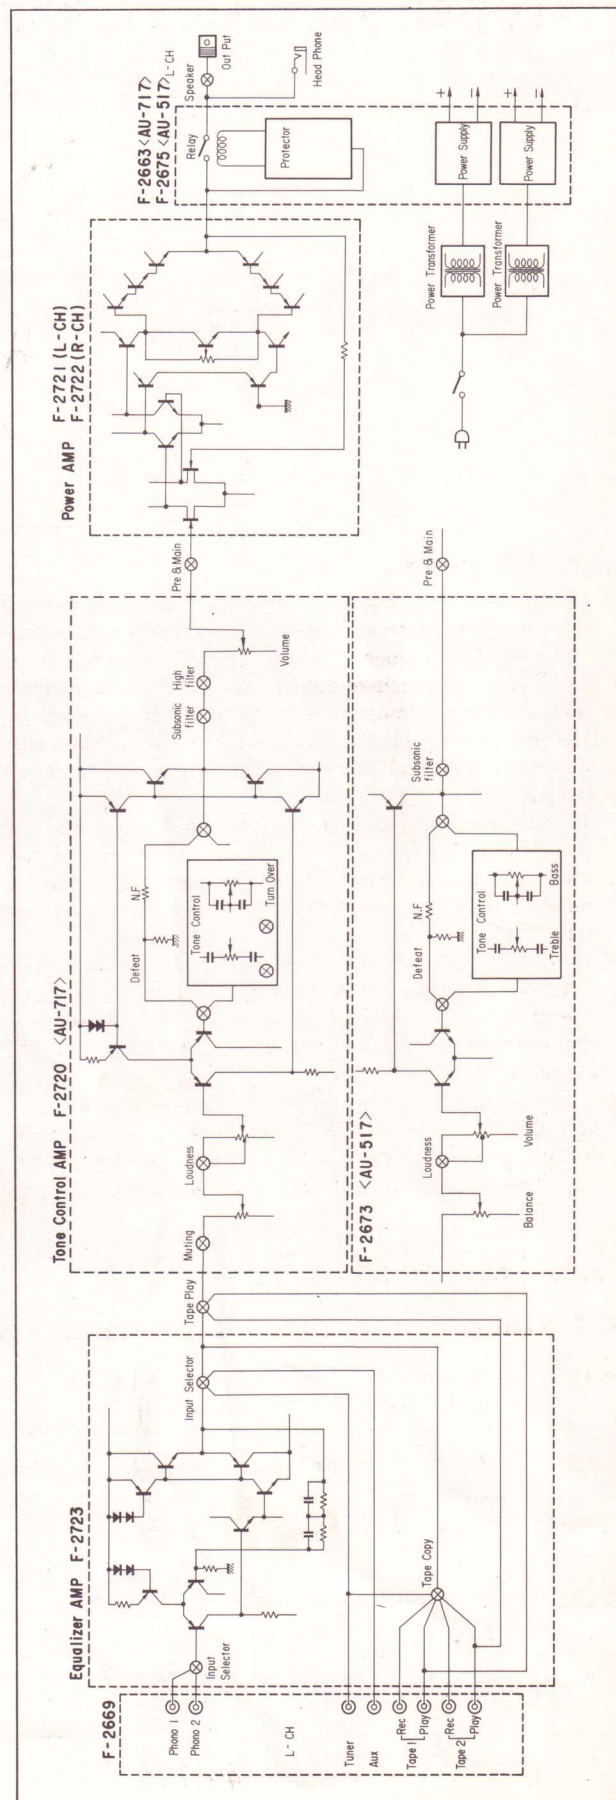 F-2669
Phono 1
Phono 2
L-CH
Tuner
Aux
Rec
Play
Tape 1
Rec
Play
Tape 2
Equalizer AMP F-2723
Input
Selector
Input Selector
Tape Copy
Tape Play
Tone Control AMP F-2720 <AU-717>
Muting
Loudness
Defeat
N.F
Tone Control
Turn Over
Subsonic
filter
High
filter
Volume
F-2673 <AU-517>
Balance
Loudness
Volume
Defeat
N.F
Tone Control
Treble
Bass
Subsonic
filter
Pre & Main
Pre & Main
Power AMP
F-2721 (L-CH)
F-2722 (R-CH)
F-2663 <AU-717>
F-2675 <AU-517> L-CH
Relay
Protector
Speaker
Out Put
Head Phone
Power Transformer
Power Transformer
Power Supply
+
−
Power Supply
+
−